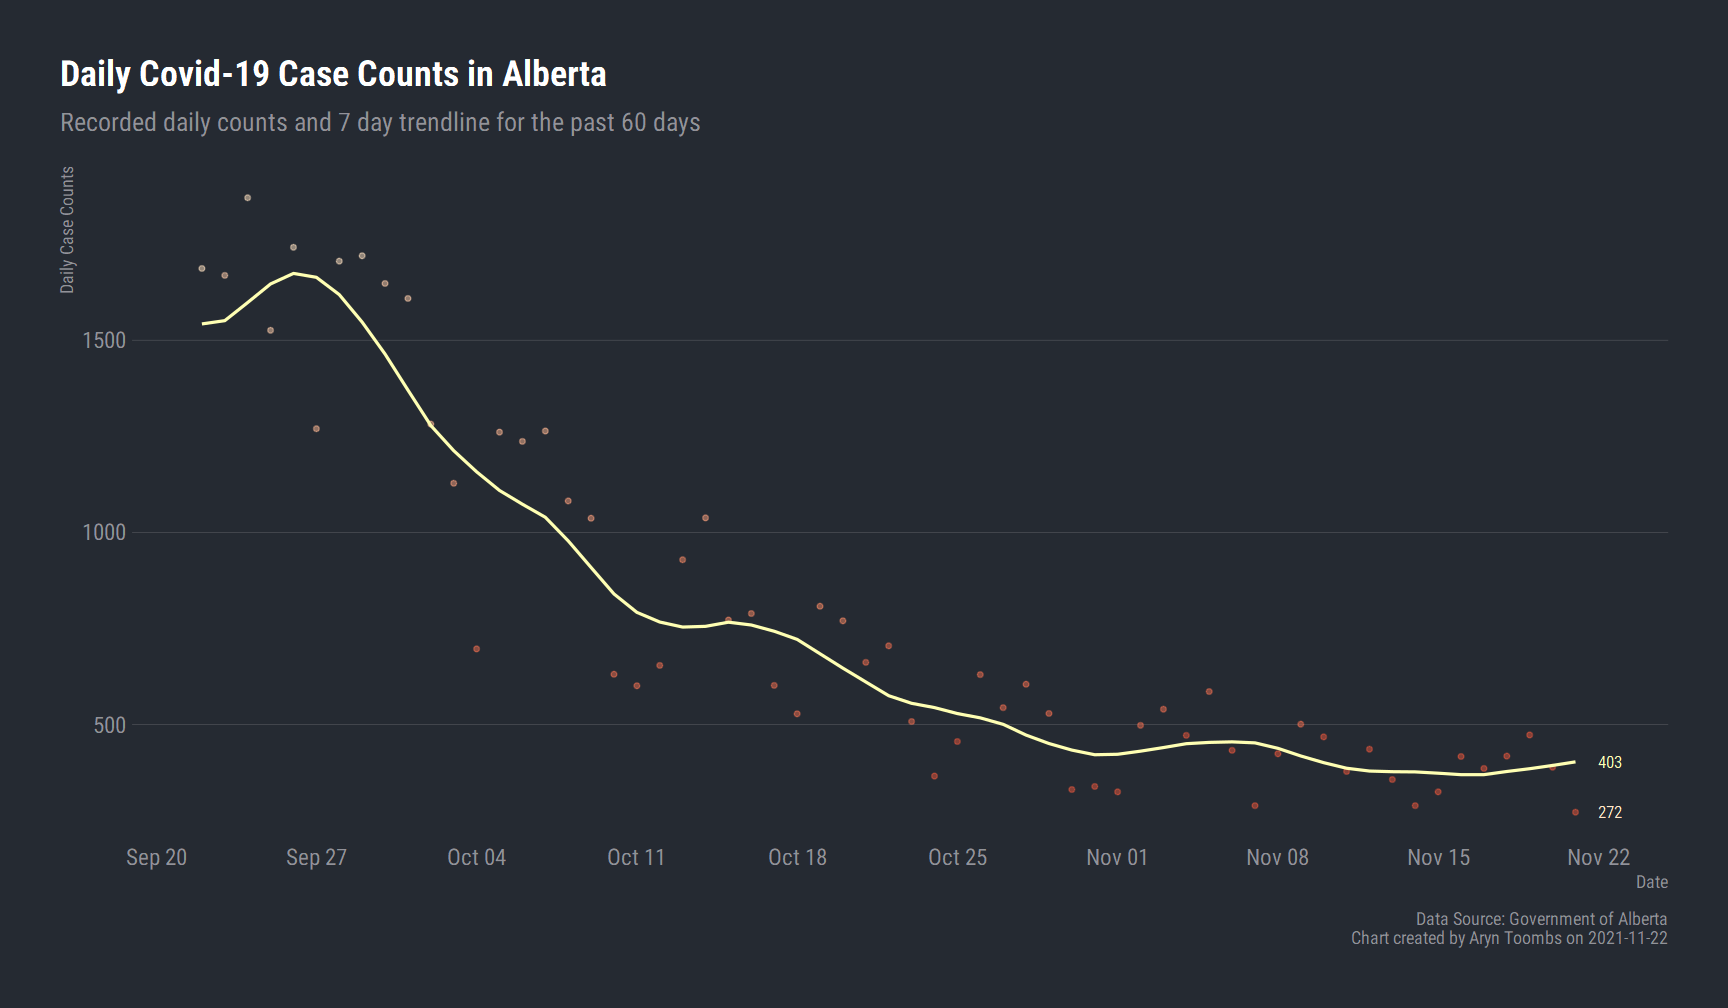 Daily Covid-19 Case Counts in Alberta
Recorded daily counts and 7 day trendline for the past 60 days
Daily Case Counts
1500
1000
500
403
272
Sep 20
Sep 27
Oct 04
Oct 11
Oct 18
Oct 25
Nov 01
Nov 08
Nov 15
Nov 22
Date
Data Source: Government of Alberta
Chart created by Aryn Toombs on 2021-11-22